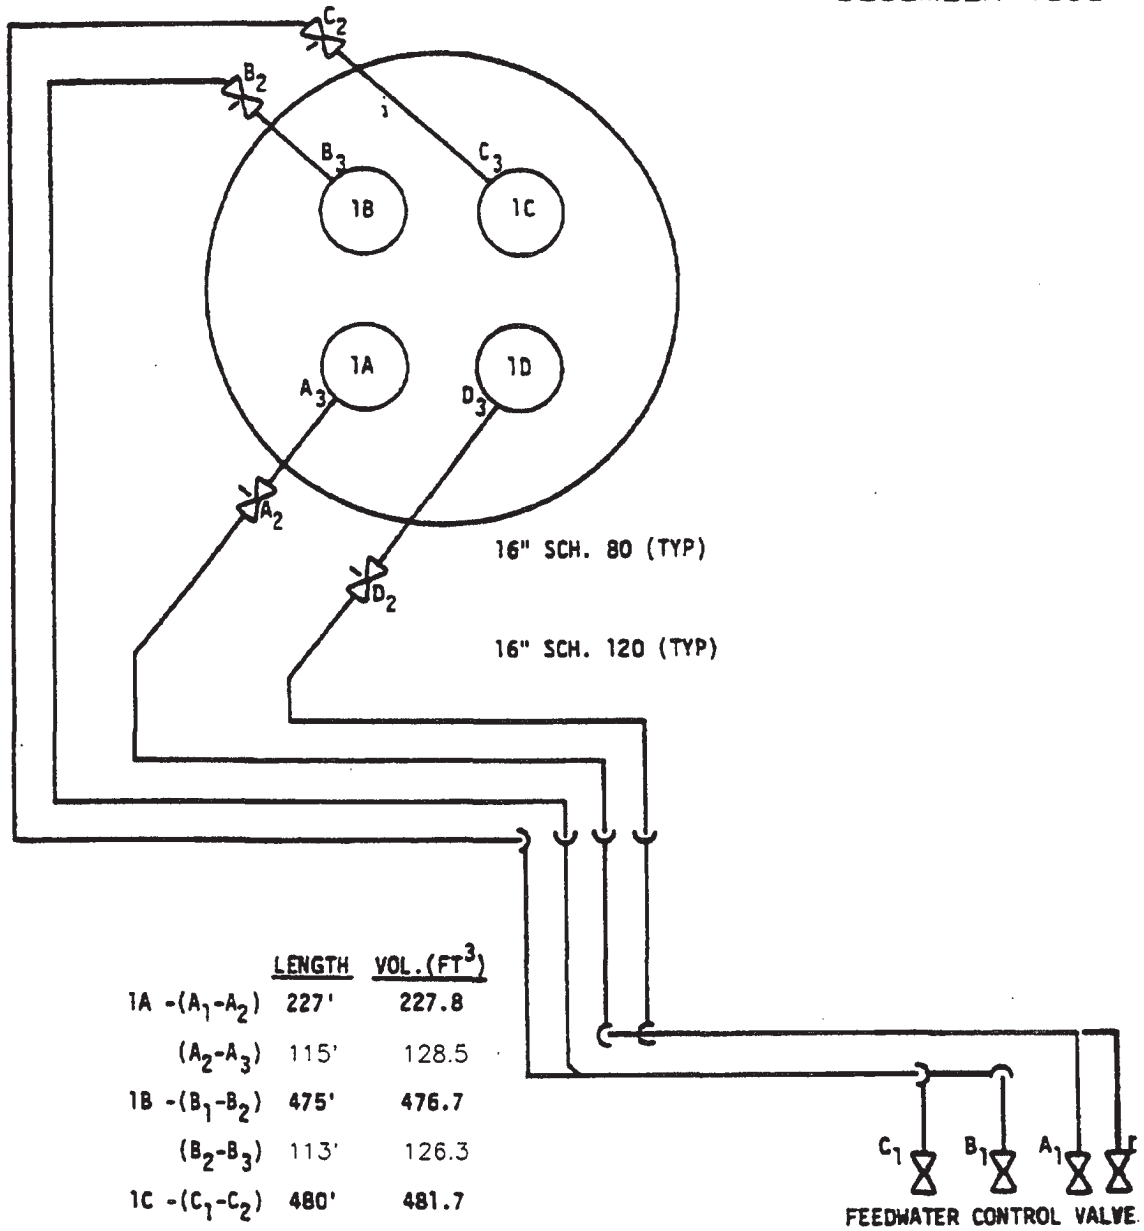 C2
B2
B3
C3
1B
1C
1A
1D
A3
D3
A2
16" SCH. 80 (TYP)
D2
16" SCH. 120 (TYP)
LENGTH VOL.(FT3)
1A -(A1-A2) 227' 227.8
(A2-A3) 115' 128.5
1B -(B1-B2) 475' 476.7
(B2-B3) 113' 126.3
1C -(C1-C2) 480' 481.7
C1 B1 A1
FEEDWATER CONTROL VALVE